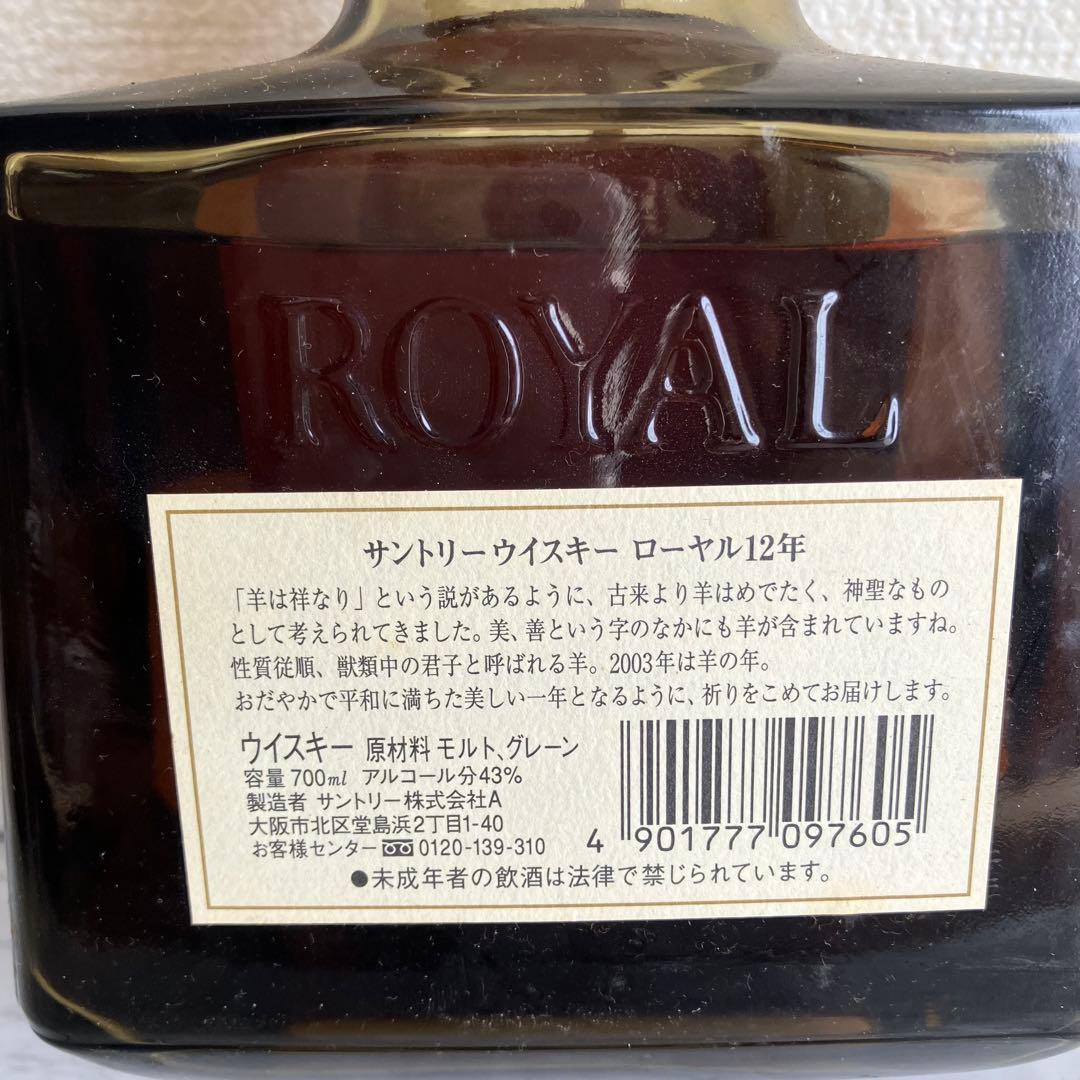 ROYAL
サントリーウイスキー ローヤル12年
「羊は祥なり」という説があるように、古来より羊はめでたく、神聖なもの
として考えられてきました。美、善という字のなかにも羊が含まれていますね。
性質従順、獣類中の君子と呼ばれる羊。2003年は羊の年。
おだやかで平和に満ちた美しい一年となるように、祈りをこめてお届けします。
ウイスキー 原材料 モルト、グレーン
容量 700ml アルコール分43%
製造者 サントリー株式会社A
大阪市北区堂島浜2丁目1-40
お客様センター 0120-139-310
4 901777 097605
●未成年者の飲酒は法律で禁じられています。